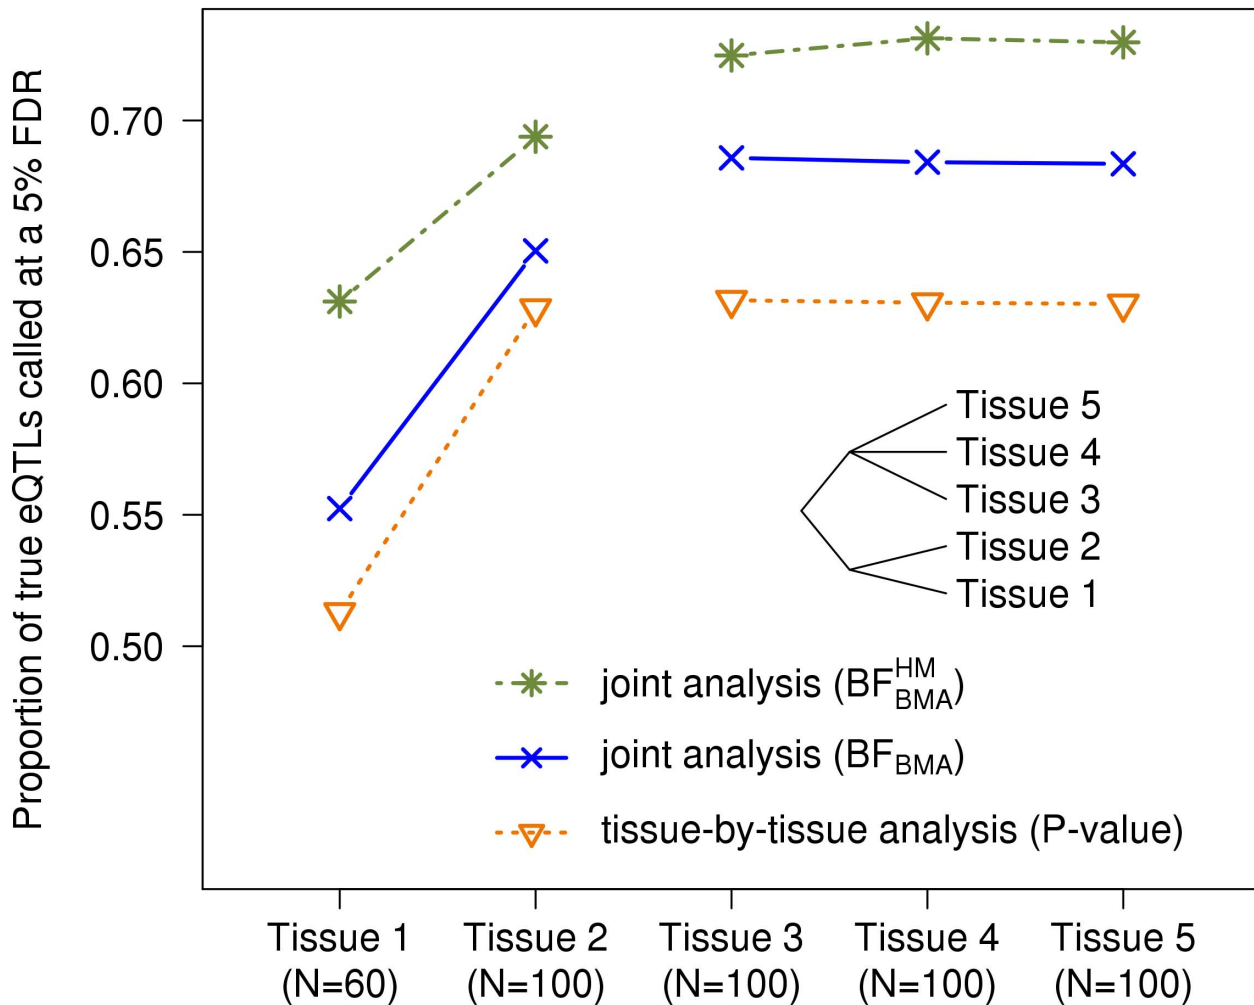 Proportion of true eQTLs called at a 5% FDR
0.70
0.65
0.60
0.55
0.50
Tissue 5
Tissue 4
Tissue 3
Tissue 2
Tissue 1
joint analysis (BF^HM_BMA)
joint analysis (BF_BMA)
tissue-by-tissue analysis (P-value)
Tissue 1 Tissue 2 Tissue 3 Tissue 4 Tissue 5
(N=60) (N=100) (N=100) (N=100) (N=100)